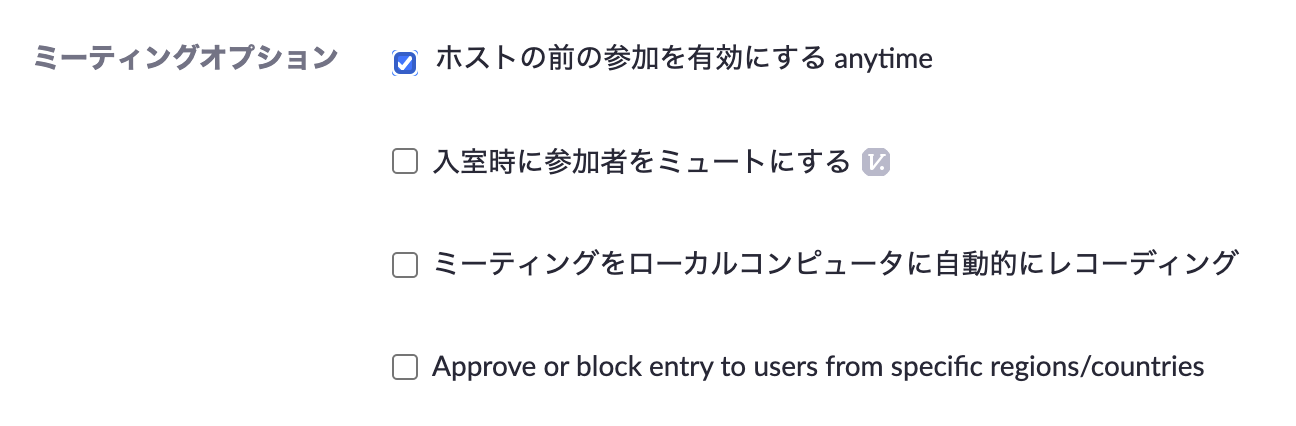 ミーティングオプション
ホストの前の参加を有効にする anytime
入室時に参加者をミュートにする V.
ミーティングをローカルコンピュータに自動的にレコーディング
Approve or block entry to users from specific regions/countries